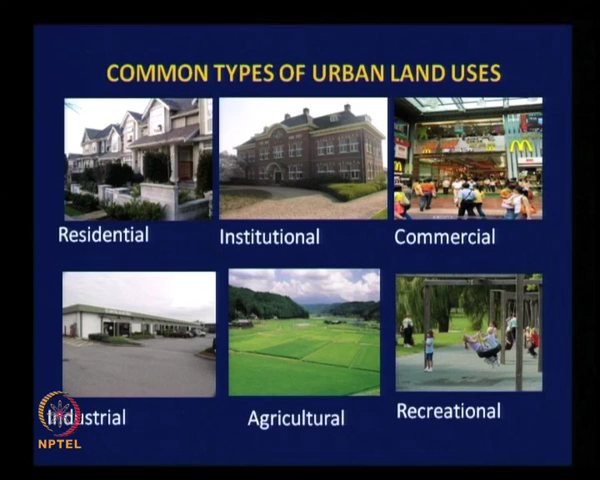 COMMON TYPES OF URBAN LAND USES
Residential
Institutional
Commercial
Industrial
Agricultural
Recreational
NPTEL